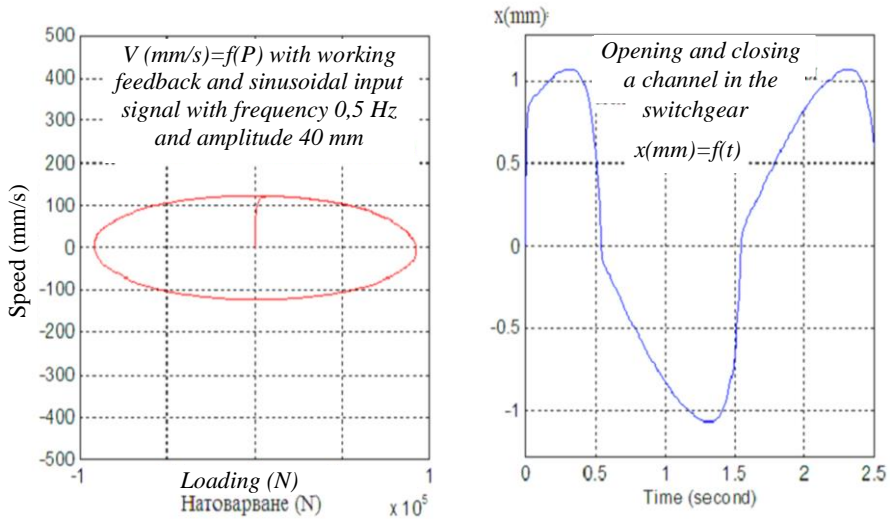 500
400
300
200
100
0
-100
-200
-300
-400
-500
Speed (mm/s)
V (mm/s)=f(P) with working
feedback and sinusoidal input
signal with frequency 0,5 Hz
and amplitude 40 mm
-1
1
Loading (N)
Натоварване (N)
x 10^5
x(mm):
1
0.5
0
-0.5
-1
Opening and closing
a channel in the
switchgear
x(mm)=f(t)
0
0.5
1
1.5
2
2.5
Time (second)